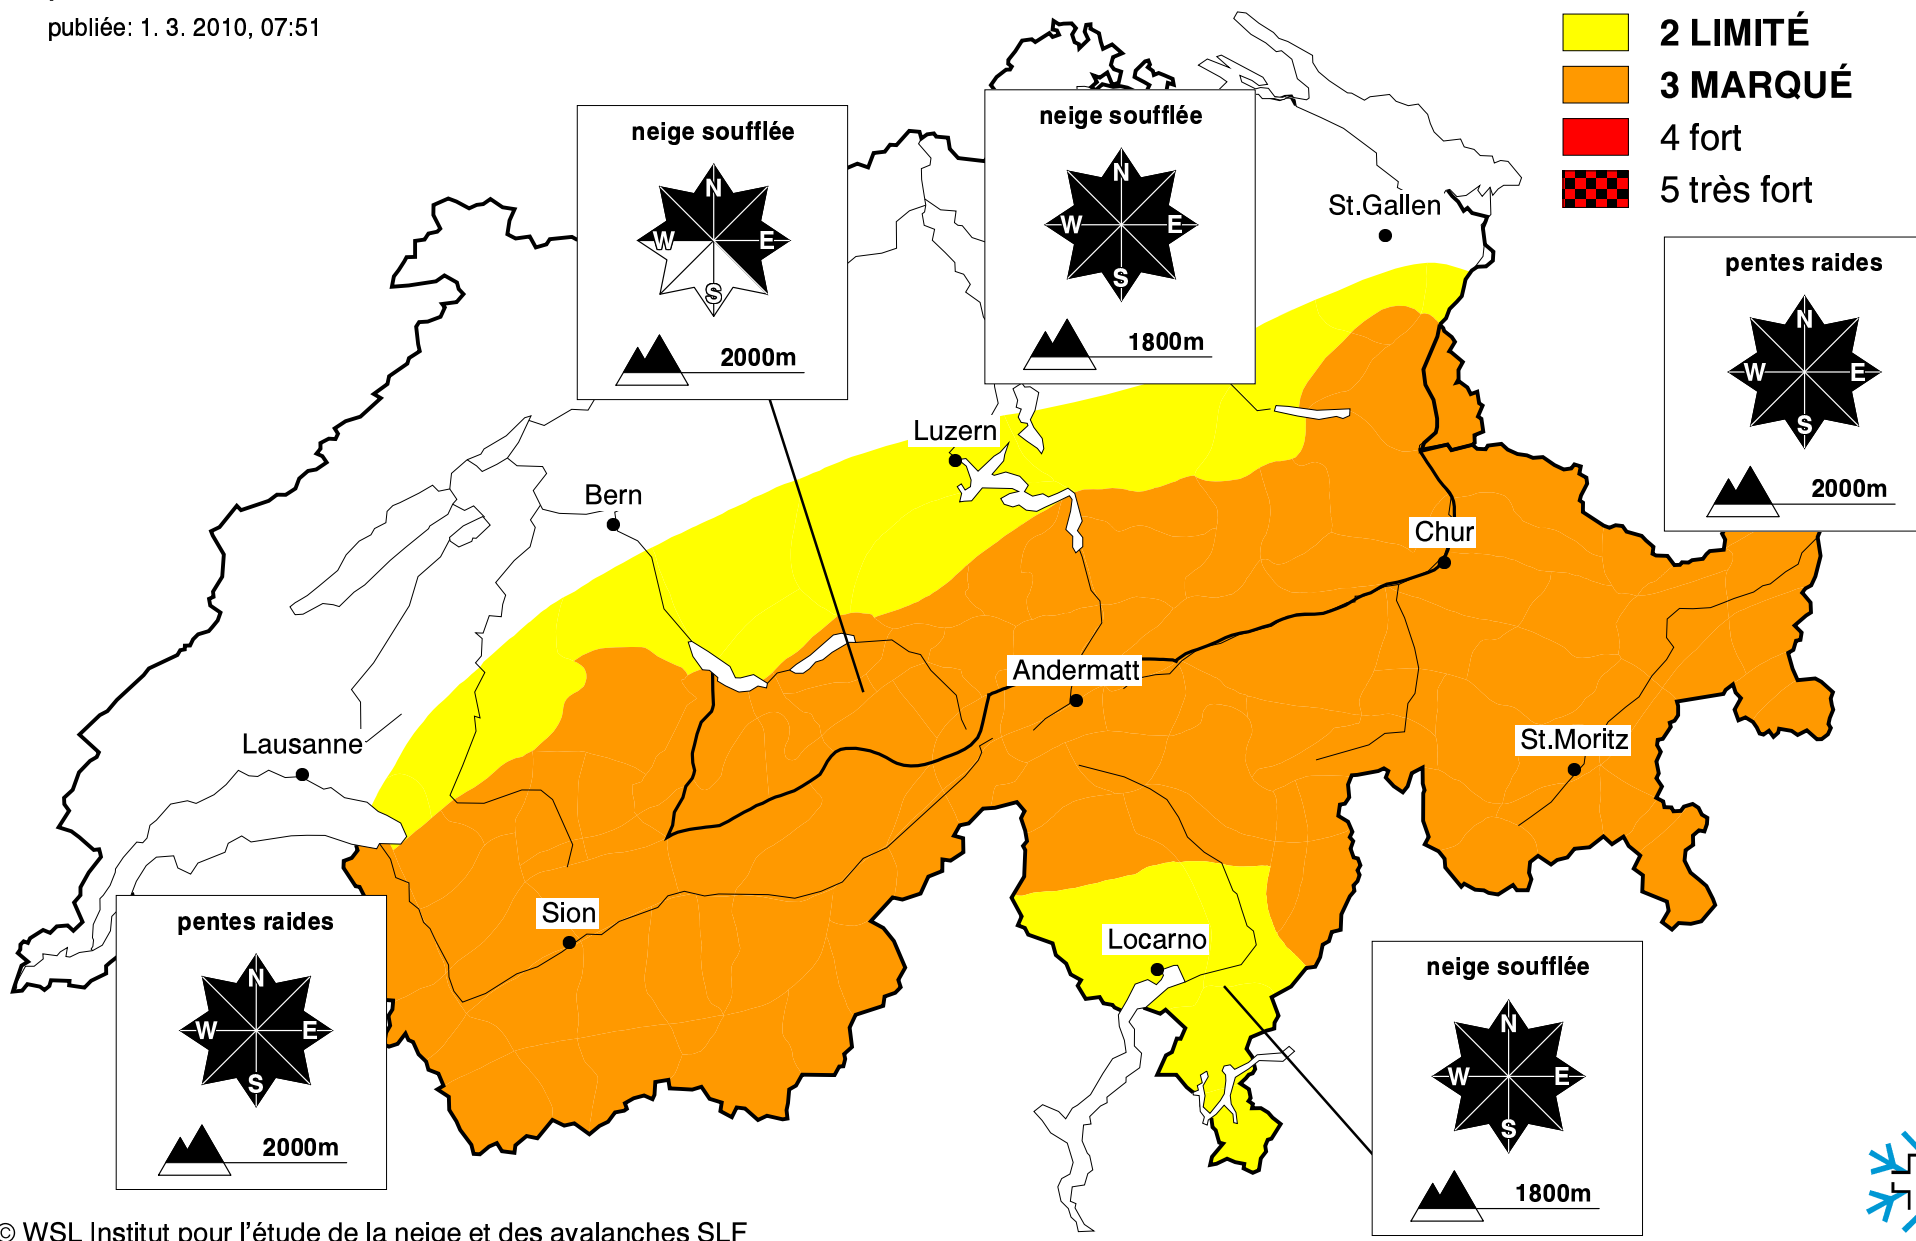 publiée: 1. 3. 2010, 07:51
2 LIMITÉ
3 MARQUÉ
4 fort
5 très fort
neige soufflée
N
W E
S
2000m
neige soufflée
N
W E
S
1800m
pentes raides
N
W E
S
2000m
St.Gallen
Luzern
Bern
Chur
Andermatt
Lausanne
St.Moritz
Sion
Locarno
pentes raides
N
W E
S
2000m
neige soufflée
N
W E
S
1800m
© WSL Institut pour l'étude de la neige et des avalanches SLF